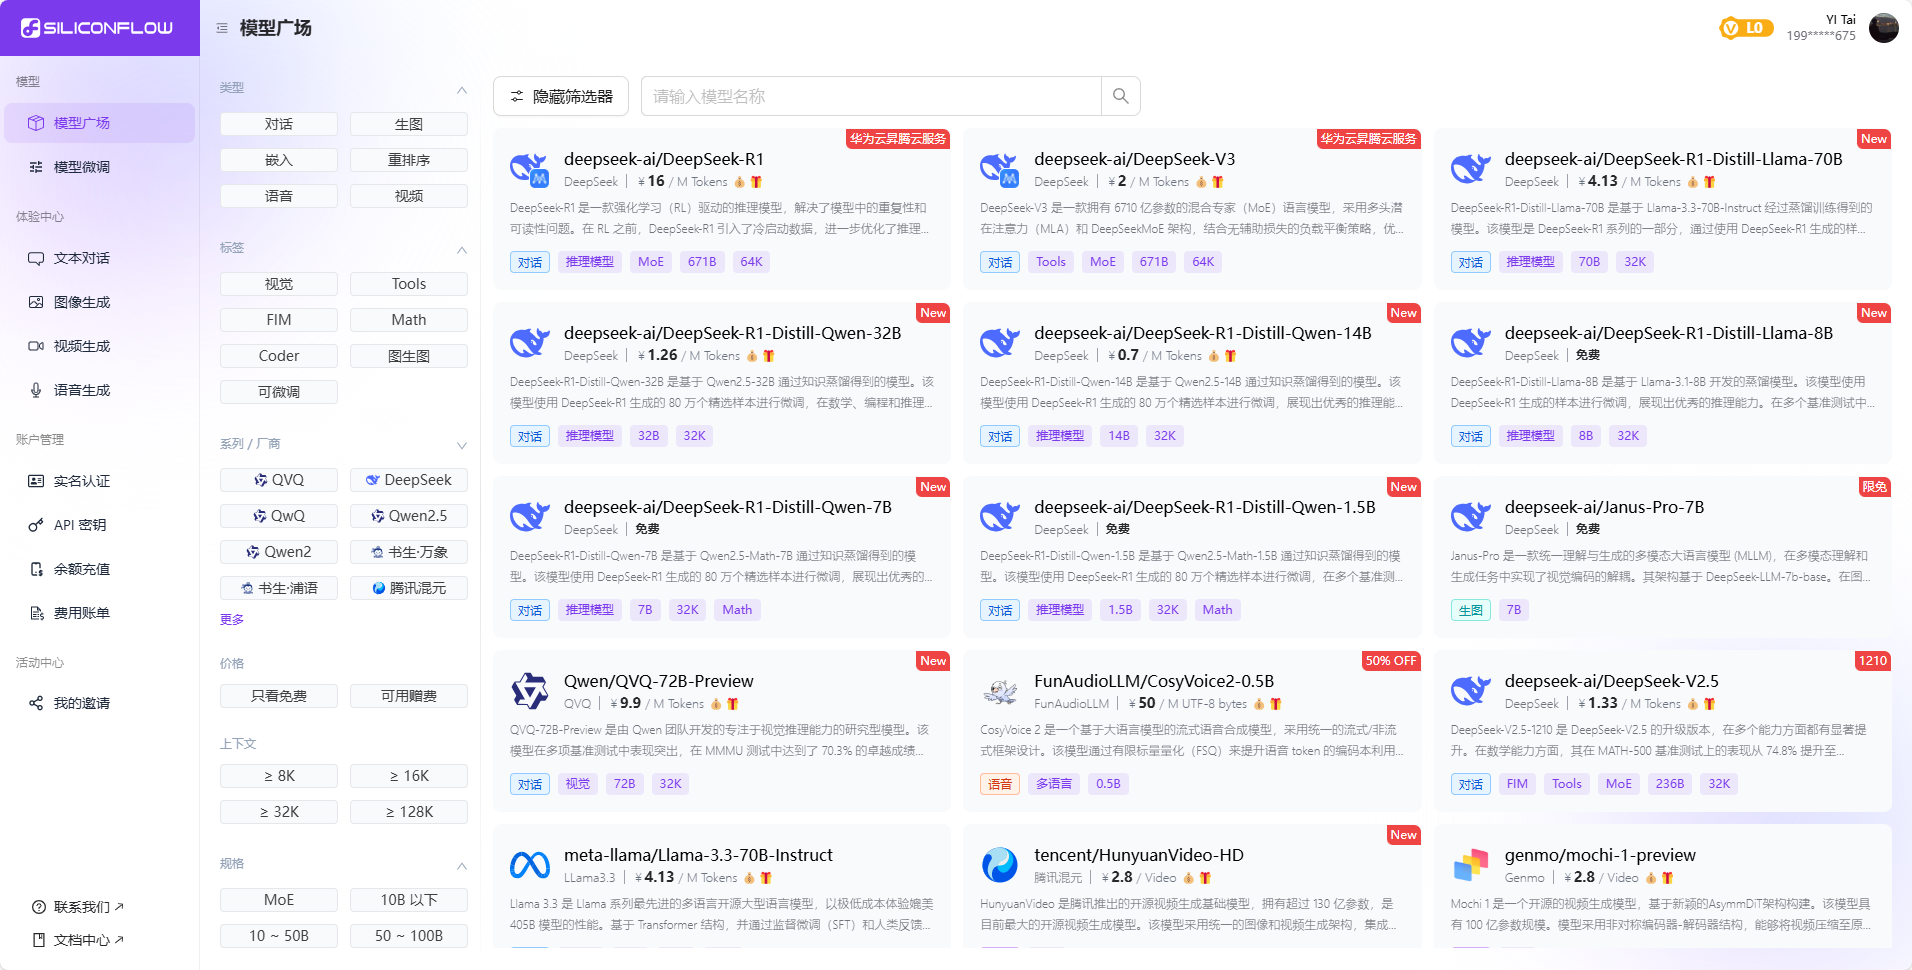 SILICONFLOW
模型
模型广场
模型微调
体验中心
文本对话
图像生成
视频生成
语音生成
账户管理
实名认证
API 密钥
余额充值
费用账单
活动中心
我的邀请
联系我们
文档中心
模型广场
L0
YI Tai
199*****675
类型
对话
生图
嵌入
重排序
语音
视频
标签
视觉
Tools
FIM
Math
Coder
图生图
可微调
系列 / 厂商
QVQ
DeepSeek
QwQ
Qwen2.5
Qwen2
书生·万象
书生·浦语
腾讯混元
更多
价格
只看免费
可用赠费
上下文
≥ 8K
≥ 16K
≥ 32K
≥ 128K
规格
MoE
10B 以下
10 ~ 50B
50 ~ 100B
隐藏筛选器
请输入模型名称
华为云昇腾云服务
deepseek-ai/DeepSeek-R1
DeepSeek | ¥ 16 / M Tokens
DeepSeek-R1 是一款强化学习（RL）驱动的推理模型，解决了模型中的重复性和
可读性问题。在 RL 之前，DeepSeek-R1 引入了冷启动数据，进一步优化了推理...
对话 推理模型 MoE 671B 64K
华为云昇腾云服务
deepseek-ai/DeepSeek-V3
DeepSeek | ¥ 2 / M Tokens
DeepSeek-V3 是一款拥有 6710 亿参数的混合专家（MoE）语言模型，采用多头潜
在注意力（MLA）和 DeepSeekMoE 架构，结合无辅助损失的负载平衡策略，优...
对话 Tools MoE 671B 64K
New
deepseek-ai/DeepSeek-R1-Distill-Llama-70B
DeepSeek | ¥ 4.13 / M Tokens
DeepSeek-R1-Distill-Llama-70B 是基于 Llama-3.3-70B-Instruct 经过蒸馏训练得到的
模型。该模型是 DeepSeek-R1 系列的一部分，通过使用 DeepSeek-R1 生成的样...
对话 推理模型 70B 32K
New
deepseek-ai/DeepSeek-R1-Distill-Qwen-32B
DeepSeek | ¥ 1.26 / M Tokens
DeepSeek-R1-Distill-Qwen-32B 是基于 Qwen2.5-32B 通过知识蒸馏得到的模型。该
模型使用 DeepSeek-R1 生成的 80 万个精选样本进行微调，在数学、编程和推理...
对话 推理模型 32B 32K
New
deepseek-ai/DeepSeek-R1-Distill-Qwen-14B
DeepSeek | ¥ 0.7 / M Tokens
DeepSeek-R1-Distill-Qwen-14B 是基于 Qwen2.5-14B 通过知识蒸馏得到的模型。该
模型使用 DeepSeek-R1 生成的 80 万个精选样本进行微调，展现出优秀的推理能...
对话 推理模型 14B 32K
New
deepseek-ai/DeepSeek-R1-Distill-Llama-8B
DeepSeek | 免费
DeepSeek-R1-Distill-Llama-8B 是基于 Llama-3.1-8B 开发的蒸馏模型。该模型使用
DeepSeek-R1 生成的样本进行微调，展现出优秀的推理能力。在多个基准测试中...
对话 推理模型 8B 32K
New
deepseek-ai/DeepSeek-R1-Distill-Qwen-7B
DeepSeek | 免费
DeepSeek-R1-Distill-Qwen-7B 是基于 Qwen2.5-Math-7B 通过知识蒸馏得到的模
型。该模型使用 DeepSeek-R1 生成的 80 万个精选样本进行微调，展现出优秀的...
对话 推理模型 7B 32K Math
New
deepseek-ai/DeepSeek-R1-Distill-Qwen-1.5B
DeepSeek | 免费
DeepSeek-R1-Distill-Qwen-1.5B 是基于 Qwen2.5-Math-1.5B 通过知识蒸馏得到的模
型。该模型使用 DeepSeek-R1 生成的 80 万个精选样本进行微调，在多个基准测...
对话 推理模型 1.5B 32K Math
限免
deepseek-ai/Janus-Pro-7B
DeepSeek | 免费
Janus-Pro 是一款统一理解与生成的多模态大语言模型 (MLLM)，在多模态理解和
生成任务中实现了视觉编码的解耦。其架构基于 DeepSeek-LLM-7b-base。在图...
生图 7B
New
Qwen/QVQ-72B-Preview
QVQ | ¥ 9.9 / M Tokens
QVQ-72B-Preview 是由 Qwen 团队开发的专注于视觉推理能力的研究型模型。该
模型在多项基准测试中表现突出，在 MMMU 测试中达到了 70.3% 的卓越成绩...
对话 视觉 72B 32K
50% OFF
FunAudioLLM/CosyVoice2-0.5B
FunAudioLLM | ¥ 50 / M UTF-8 bytes
CosyVoice 2 是一个基于大语言模型的流式语音合成模型，采用统一的流式/非流
式框架设计。该模型通过有限标量量化（FSQ）来提升语音 token 的编码本利用...
语音 多语言 0.5B
1210
deepseek-ai/DeepSeek-V2.5
DeepSeek | ¥ 1.33 / M Tokens
DeepSeek-V2.5-1210 是 DeepSeek-V2.5 的升级版本，在多个能力方面都有显著提
升。在数学能力方面，其在 MATH-500 基准测试上的表现从 74.8% 提升至...
对话 FIM Tools MoE 236B 32K
meta-llama/Llama-3.3-70B-Instruct
LLama3.3 | ¥ 4.13 / M Tokens
Llama 3.3 是 Llama 系列最先进的多语言开源大型语言模型，以极低成本体验媲美
405B 模型的性能。基于 Transformer 结构，并通过监督微调（SFT）和人类反馈...
New
tencent/HunyuanVideo-HD
腾讯混元 | ¥ 2.8 / Video
HunyuanVideo 是腾讯推出的开源视频生成基础模型，拥有超过 130 亿参数，是
目前最大的开源视频生成模型。该模型采用统一的图像和视频生成架构，集成...
genmo/mochi-1-preview
Genmo | ¥ 2.8 / Video
Mochi 1 是一个开源的视频生成模型，基于新颖的AsymmDiT架构构建。该模型具
有 100 亿参数规模。模型采用非对称编码器-解码器结构，能够将视频压缩至原...